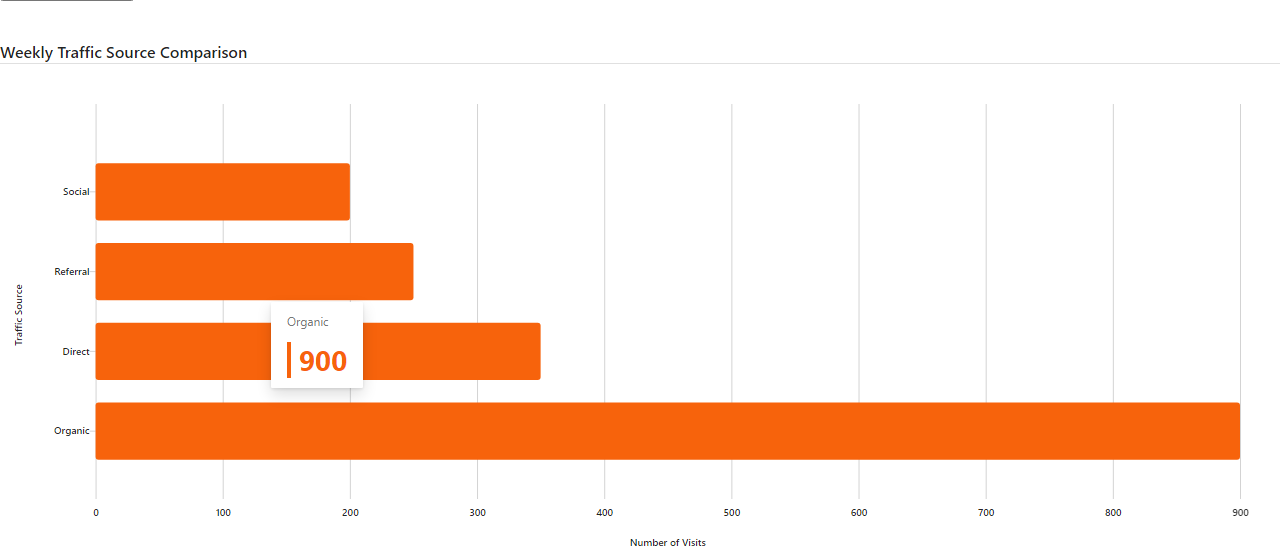 Weekly Traffic Source Comparison
Social
Referral
Traffic Source
Organic
900
Direct
Organic
0 100 200 300 400 500 600 700 800 900
Number of Visits